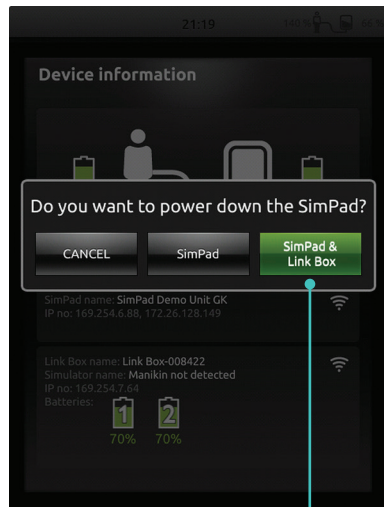 21:19
100 % 66 %
Device information
Do you want to power down the SimPad?
CANCEL
SimPad
SimPad &
Link Box
SimPad name: SimPad Demo Unit GK
IP no: 169.254.6.88, 172.26.128.149
Link Box name: Link Box-008422
Simulator name: Manikin not detected
IP no: 169.254.7.64
Batteries:
1 2
70% 70%